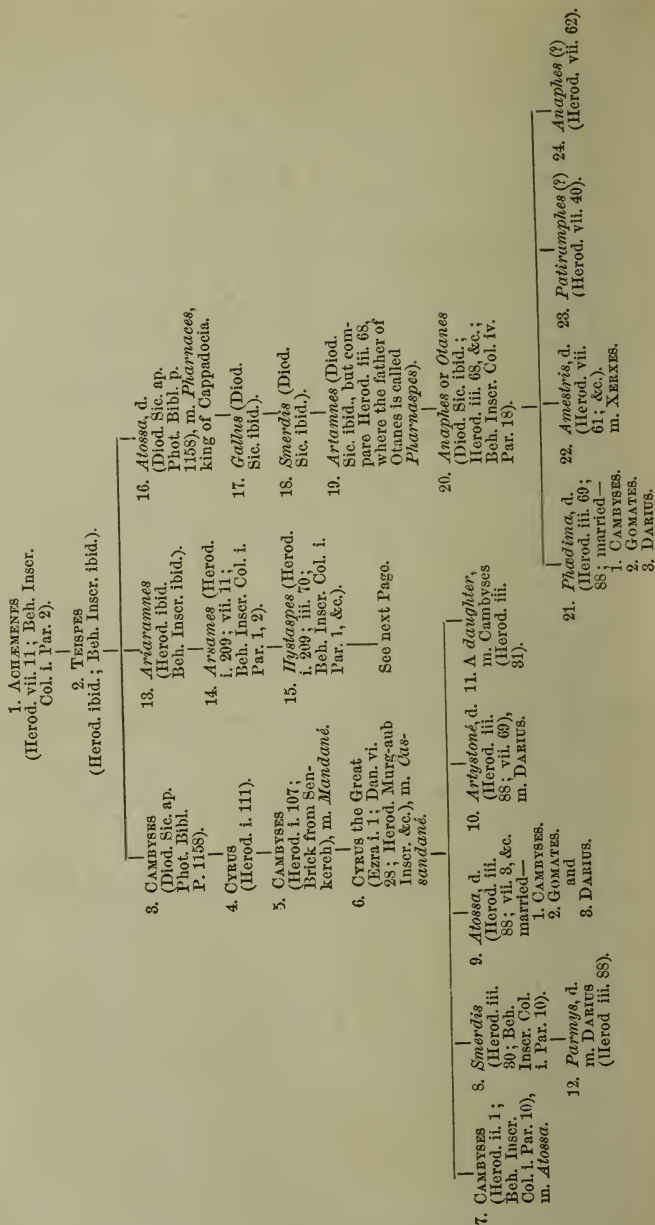 1. ACHÆMENES
(Herod. vii. 11; Beh. Inscr.
Col. i. Par. 2).
2. TEISPES
(Herod. ibid.; Beh. Inscr. ibid.).
3. CAMBYSES
(Diod. Sic. ap.
Phot. Bibl.
P. 1158).
4. CYRUS
(Herod. i. 111).
5. CAMBYSES
(Herod. i. 107;
Brick from Sen-
kereh), m. Mandané.
6. CYRUS the Great
(Ezra i. 1; Dan. vi.
28; Herod. Murg-aub
Inscr. &c.), m. Cas-
sandané.
13. Ariaramnes
(Herod. ibid.
Beh. Inscr. ibid.).
14. Arsames (Herod.
i. 209; vii. 11;
Beh. Inscr. Col. i.
Par. 1, 2).
15. Hystaspes (Herod.
i. 209; iii. 70;
Beh. Inscr. Col. i.
Par. 1, &c.).
See next Page.
16. Atossa, d.
(Diod. Sic. ap.
Phot. Bibl. p.
1158), m. Pharnaces,
king of Cappadocia.
17. Gallus (Diod.
Sic. ibid.).
18. Smerdis (Diod.
Sic. ibid.).
19. Artamnes (Diod.
Sic. ibid., but com-
pare Herod. iii. 68,
where the father of
Otanes is called
Pharnaspes).
20. Anaphes or Otanes
(Diod. Sic. ibid.;
Herod. iii. 68, &c.;
Beh. Inscr. Col. iv.
Par. 18).
7. CAMBYSES
(Herod. ii. 1;
Beh. Inscr.
Col. i. Par. 10),
m. Atossa.
8. Smerdis
(Herod. iii.
30; Beh.
Inscr. Col.
i. Par. 10).
12. Parmys, d.
m. DARIUS
(Herod iii. 88).
9. Atossa, d.
(Herod. iii.
88; vii. 3, &c.
married—
1. CAMBYSES.
2. GOMATES.
and
3. DARIUS.
10. Artystoné, d.
(Herod. iii.
88; vii. 69),
m. DARIUS.
11. A daughter,
m. Cambyses
(Herod. iii.
31).
21. Phædima, d.
(Herod. iii. 69;
88; married—
1. CAMBYSES.
2. GOMATES.
3. DARIUS.
22. Amestris, d.
(Herod. vii.
61; &c.).
m. XERXES.
23. Patiramphes (?)
(Herod. vii. 40).
24. Anaphes (?)
(Herod. vii. 62).